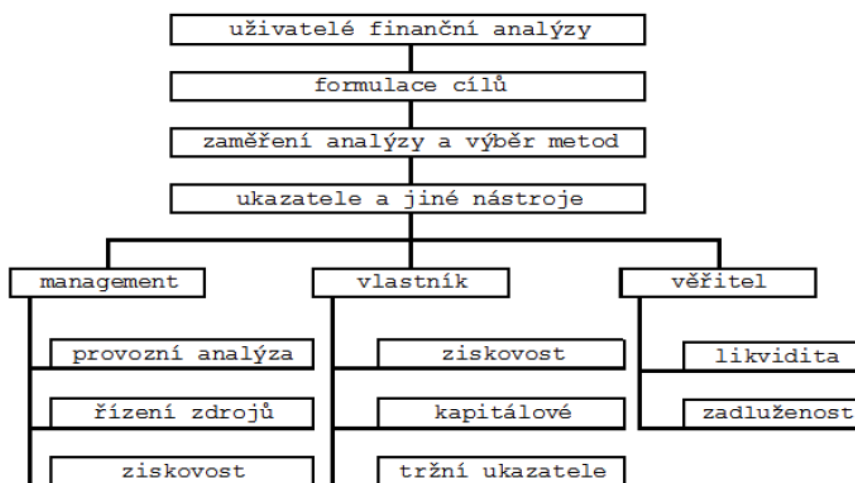 uživatelé finanční analýzy
formulace cílů
zaměření analýzy a výběr metod
ukazatele a jiné nástroje
management
vlastník
věřitel
provozní analýza
ziskovost
likvidita
řízení zdrojů
kapitálové
zadluženost
ziskovost
tržní ukazatele